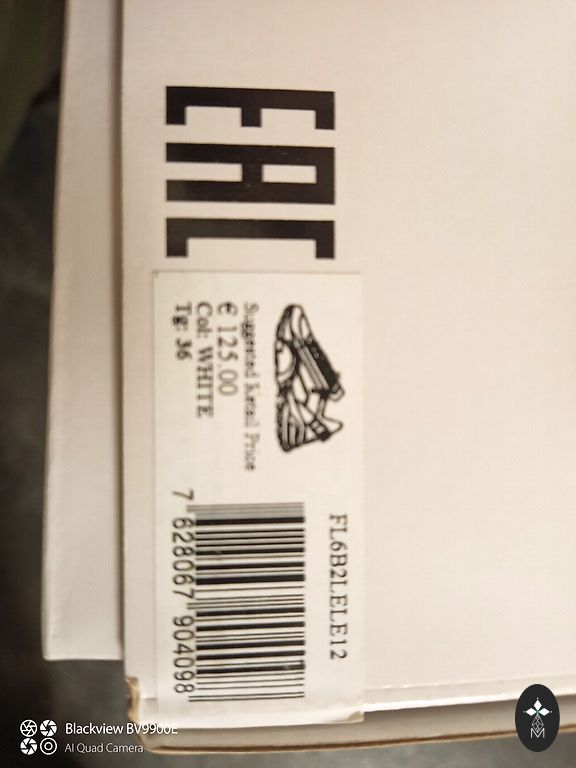 EAC
FL6B2LELE12
Suggested Retail Price
€ 125,00
Col: WHITE
Tg: 36
7 628067 904098
Blackview BV9900E
AI Quad Camera
M